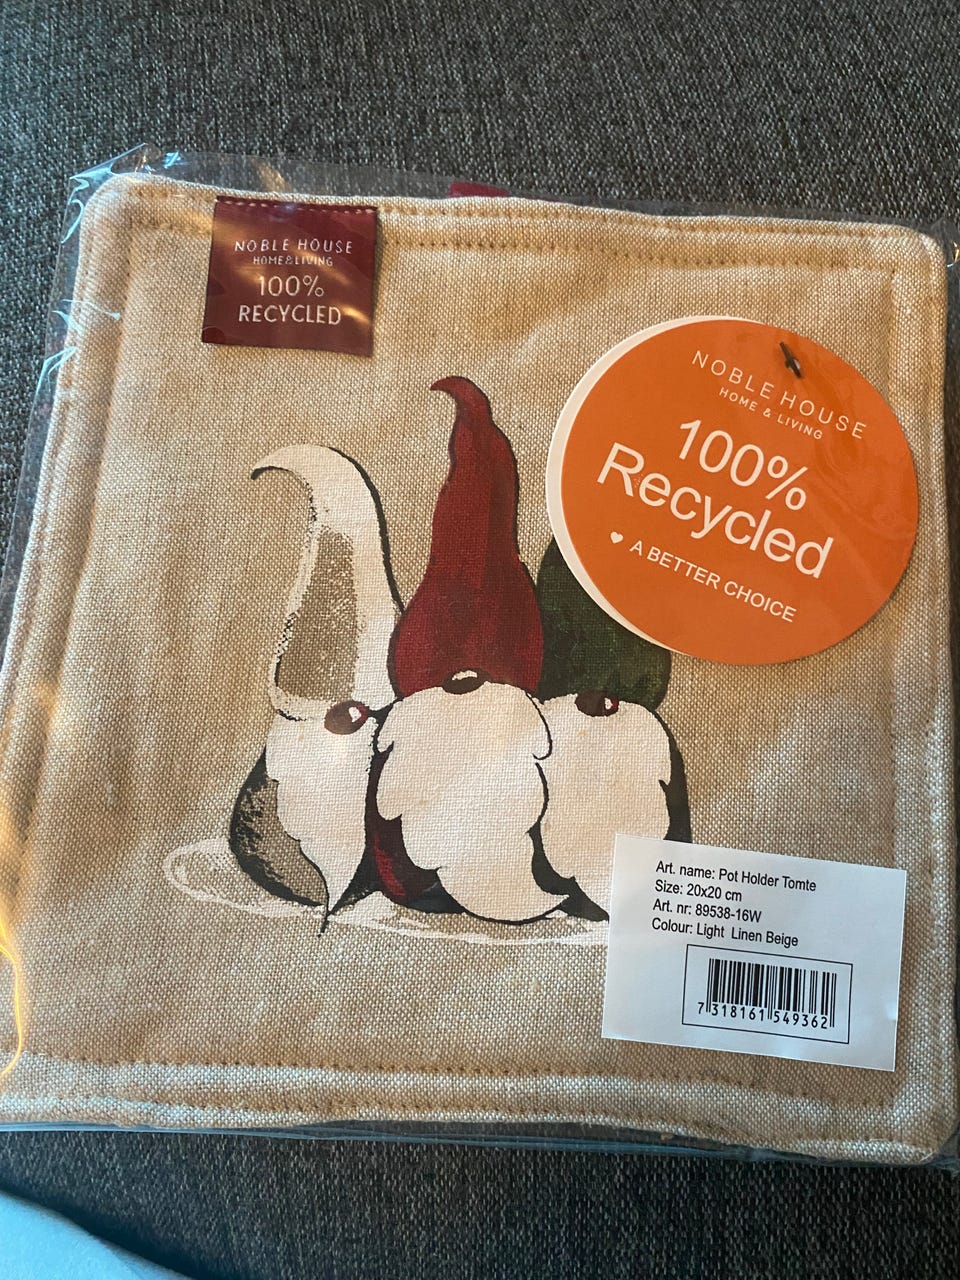 NOBLE HOUSE
HOME&LIVING
100%
RECYCLED
NOBLE HOUSE
HOME & LIVING
100%
Recycled
♥ A BETTER CHOICE
Art. name: Pot Holder Tomte
Size: 20x20 cm
Art. nr: 89538-16W
Colour: Light Linen Beige
7 318161 549362